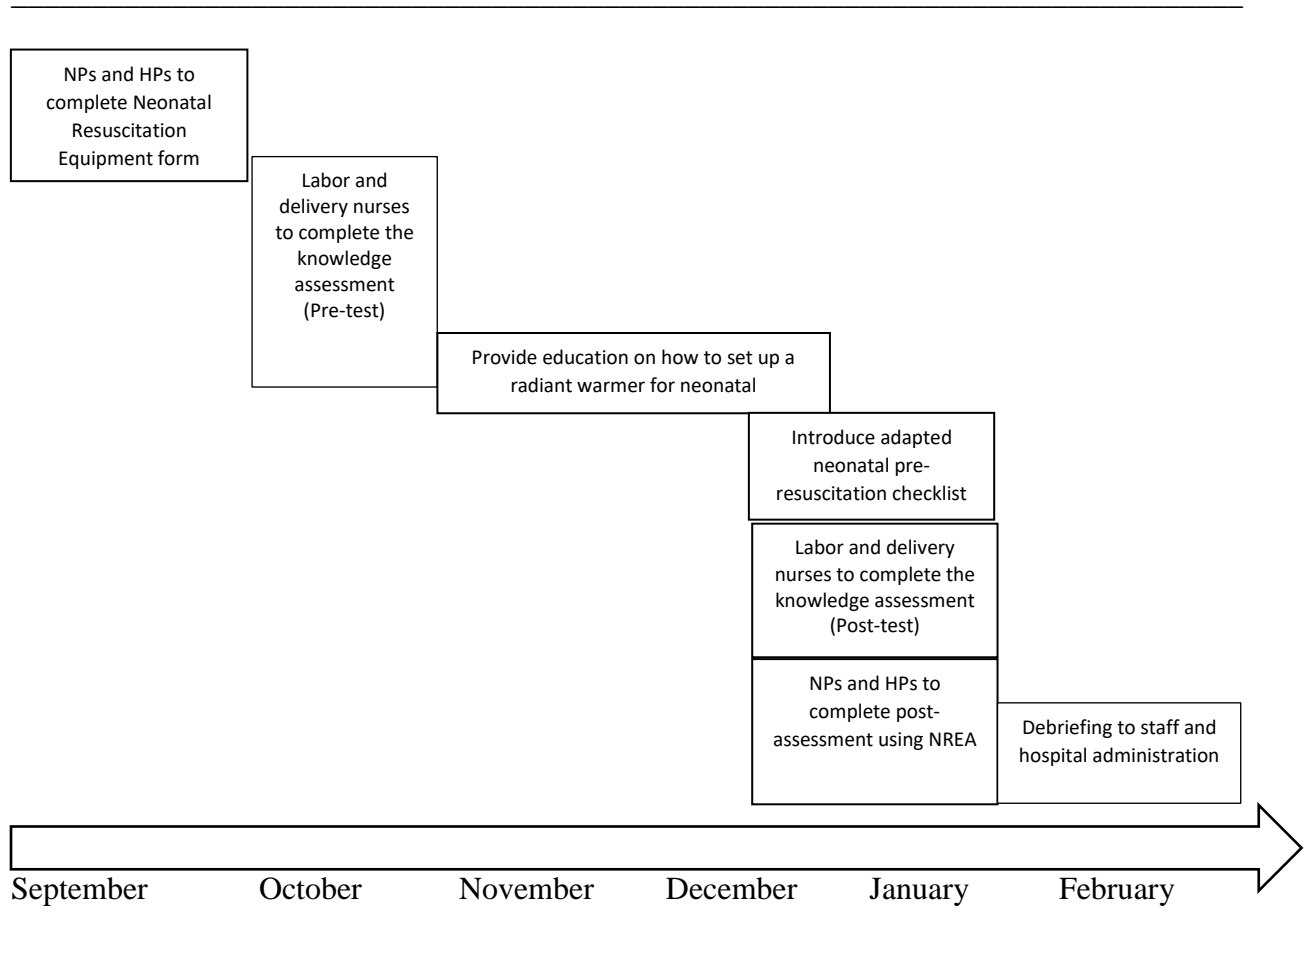 NPs and HPs to
complete Neonatal
Resuscitation
Equipment form
Labor and
delivery nurses
to complete the
knowledge
assessment
(Pre-test)
Provide education on how to set up a
radiant warmer for neonatal
Introduce adapted
neonatal pre-
resuscitation checklist
Labor and delivery
nurses to complete the
knowledge assessment
(Post-test)
NPs and HPs to
complete post-
assessment using NREA
Debriefing to staff and
hospital administration
September October November December January February